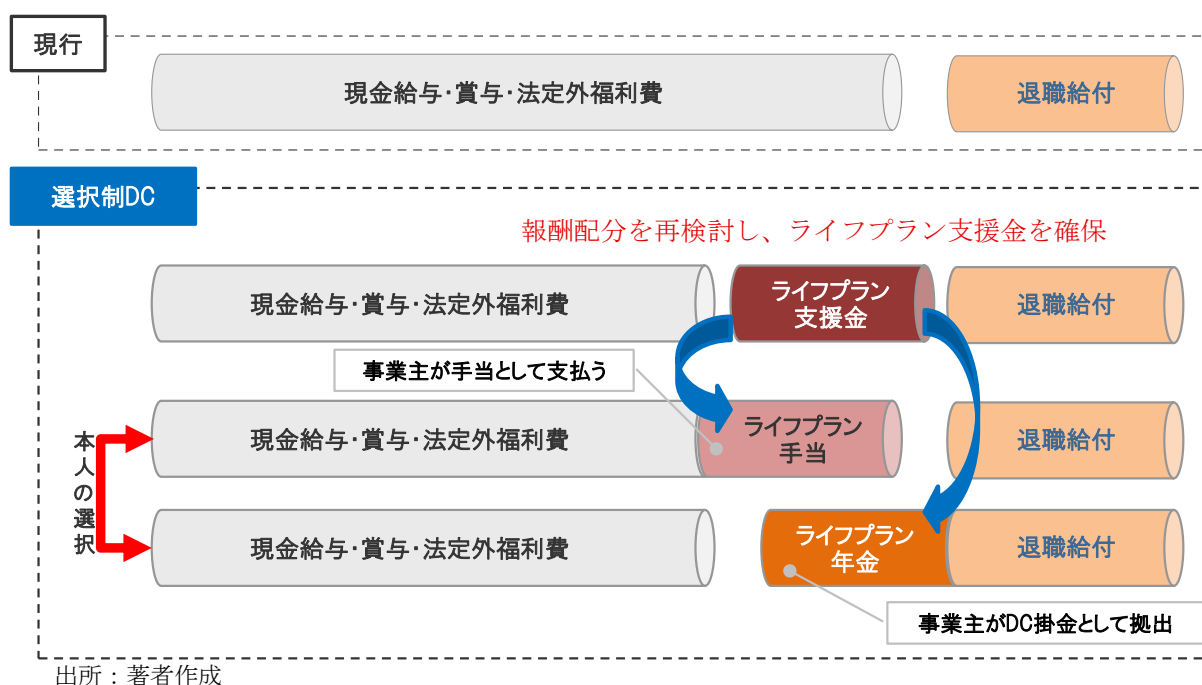 現行
現金給与・賞与・法定外福利費
退職給付
選択制DC
報酬配分を再検討し、ライフプラン支援金を確保
現金給与・賞与・法定外福利費
ライフプラン
支援金
退職給付
事業主が手当として支払う
本人の選択
現金給与・賞与・法定外福利費
ライフプラン
手当
退職給付
現金給与・賞与・法定外福利費
ライフプラン
年金
退職給付
事業主がDC掛金として拠出
出所：著者作成